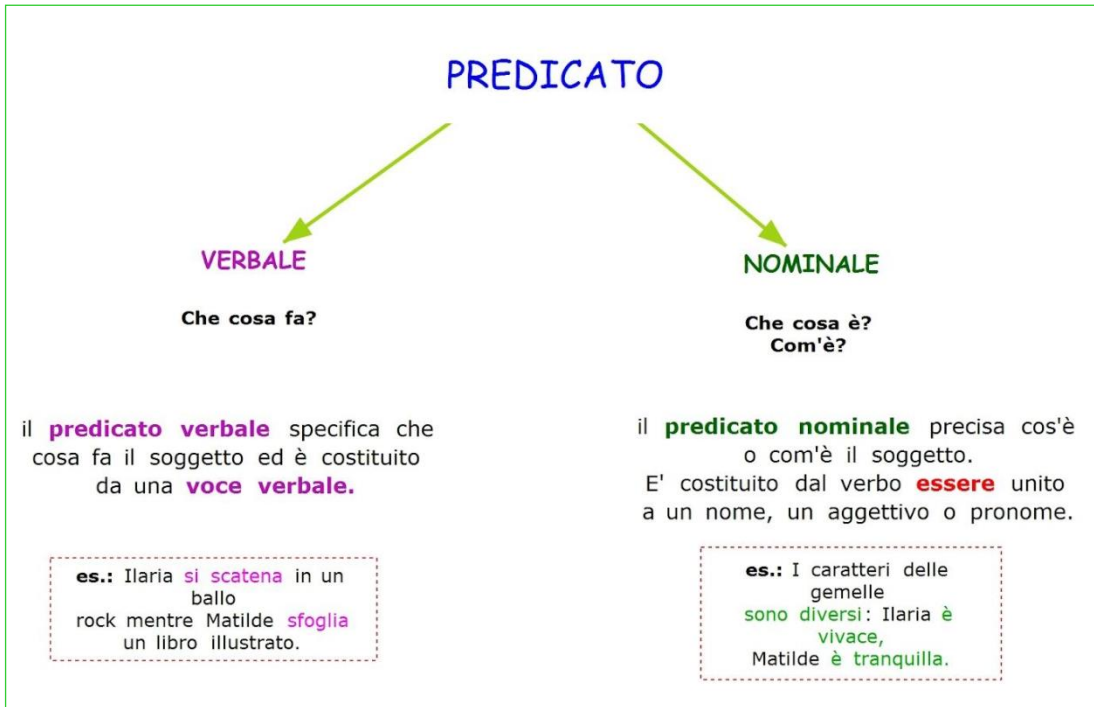 PREDICATO
VERBALE
Che cosa fa?
il predicato verbale specifica che
cosa fa il soggetto ed è costituito
da una voce verbale.
es.: Ilaria si scatena in un
ballo
rock mentre Matilde sfoglia
un libro illustrato.
NOMINALE
Che cosa è?
Com'è?
il predicato nominale precisa cos'è
o com'è il soggetto.
E' costituito dal verbo essere unito
a un nome, un aggettivo o pronome.
es.: I caratteri delle
gemelle
sono diversi: Ilaria è
vivace,
Matilde è tranquilla.